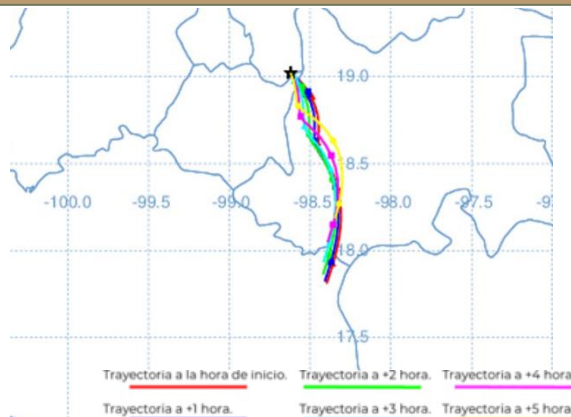 19.0
18.5
-100.0 -99.5 -99.0 -98.5 -98.0 -97.5 -97.0
18.0
17.5
Trayectoria a la hora de inicio. Trayectoria a +2 hora. Trayectoria a +4 hora
Trayectoria a +1 hora. Trayectoria a +3 hora. Trayectoria a +5 hora